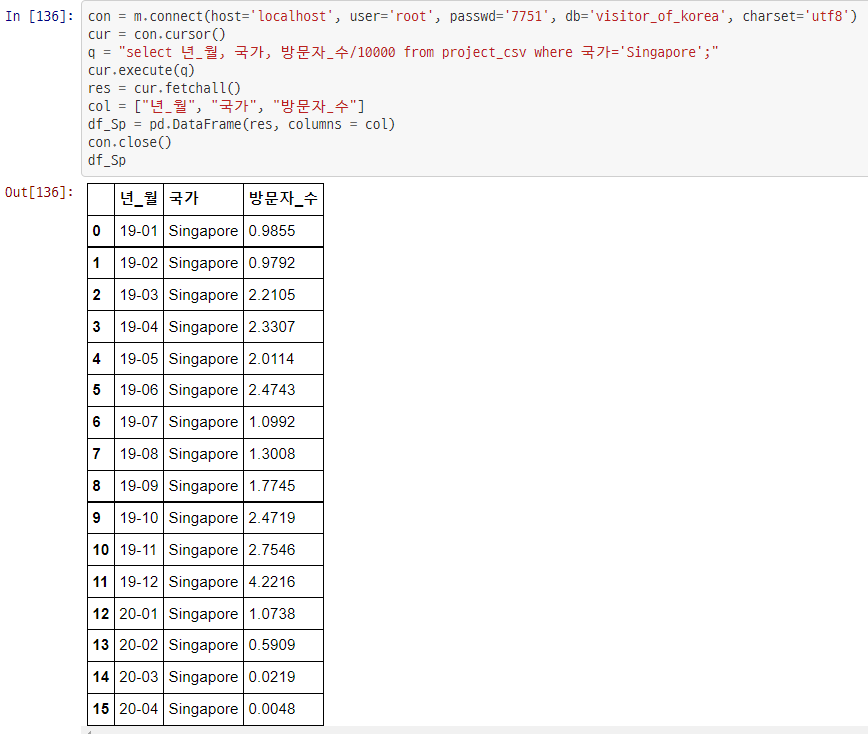 In [136]: con = m.connect(host='localhost', user='root', passwd='7751', db='visitor_of_korea', charset='utf8')
cur = con.cursor()
q = "select 년_월, 국가, 방문자_수/10000 from project_csv where 국가='Singapore';"
cur.execute(q)
res = cur.fetchall()
col = ["년_월", "국가", "방문자_수"]
df_Sp = pd.DataFrame(res, columns = col)
con.close()
df_Sp
Out[136]:
년_월 국가 방문자_수
0 19-01 Singapore 0.9855
1 19-02 Singapore 0.9792
2 19-03 Singapore 2.2105
3 19-04 Singapore 2.3307
4 19-05 Singapore 2.0114
5 19-06 Singapore 2.4743
6 19-07 Singapore 1.0992
7 19-08 Singapore 1.3008
8 19-09 Singapore 1.7745
9 19-10 Singapore 2.4719
10 19-11 Singapore 2.7546
11 19-12 Singapore 4.2216
12 20-01 Singapore 1.0738
13 20-02 Singapore 0.5909
14 20-03 Singapore 0.0219
15 20-04 Singapore 0.0048